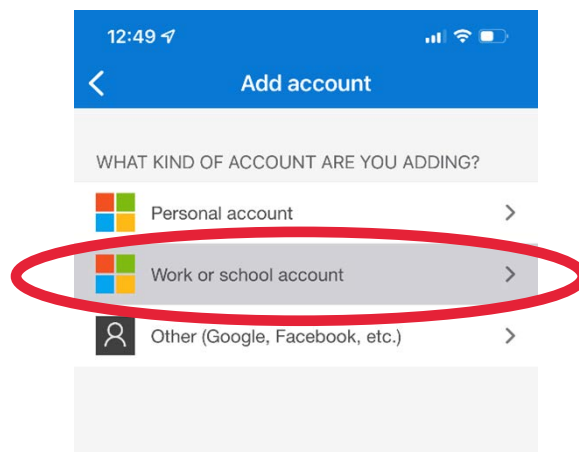 12:49
Add account
WHAT KIND OF ACCOUNT ARE YOU ADDING?
Personal account
Work or school account
Other (Google, Facebook, etc.)